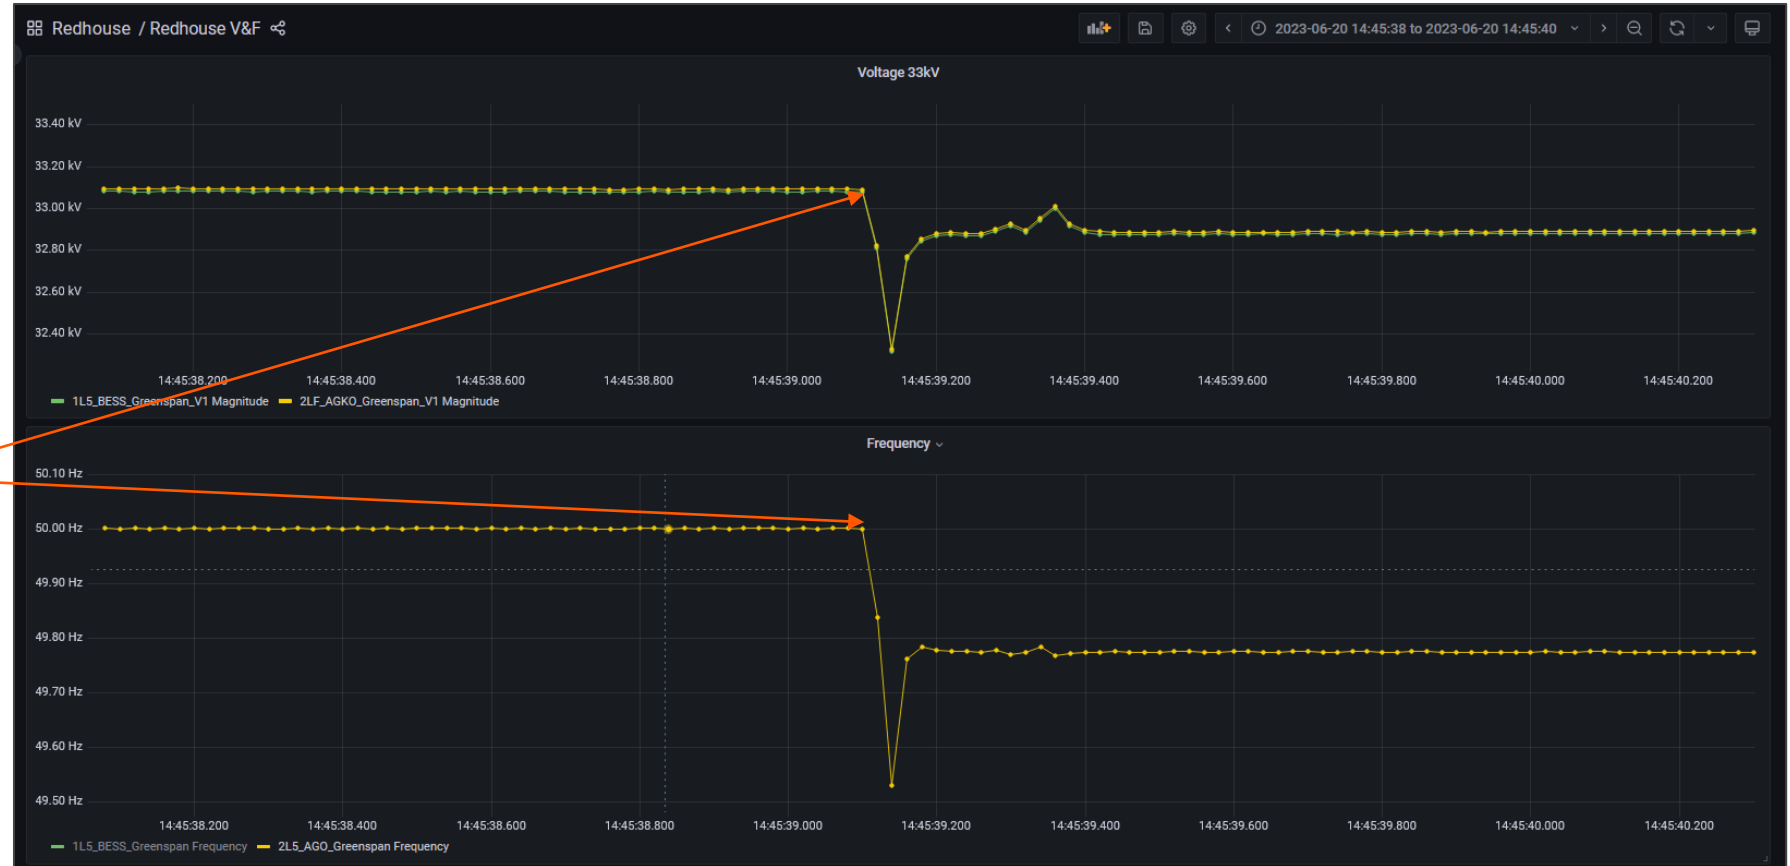 Redhouse / Redhouse V&F
2023-06-20 14:45:38 to 2023-06-20 14:45:40
Voltage 33kV
33.40 kV
33.20 kV
33.00 kV
32.80 kV
32.60 kV
32.40 kV
14:45:38.200 14:45:38.400 14:45:38.600 14:45:38.800 14:45:39.000 14:45:39.200 14:45:39.400 14:45:39.600 14:45:39.800 14:45:40.000 14:45:40.200
1L5_BESS_Greenspan_V1 Magnitude 2LF_AGKO_Greenspan_V1 Magnitude
Frequency
50.10 Hz
50.00 Hz
49.90 Hz
49.80 Hz
49.70 Hz
49.60 Hz
49.50 Hz
14:45:38.200 14:45:38.400 14:45:38.600 14:45:38.800 14:45:39.000 14:45:39.200 14:45:39.400 14:45:39.600 14:45:39.800 14:45:40.000 14:45:40.200
1L5_BESS_Greenspan Frequency 2L5_AGO_Greenspan Frequency